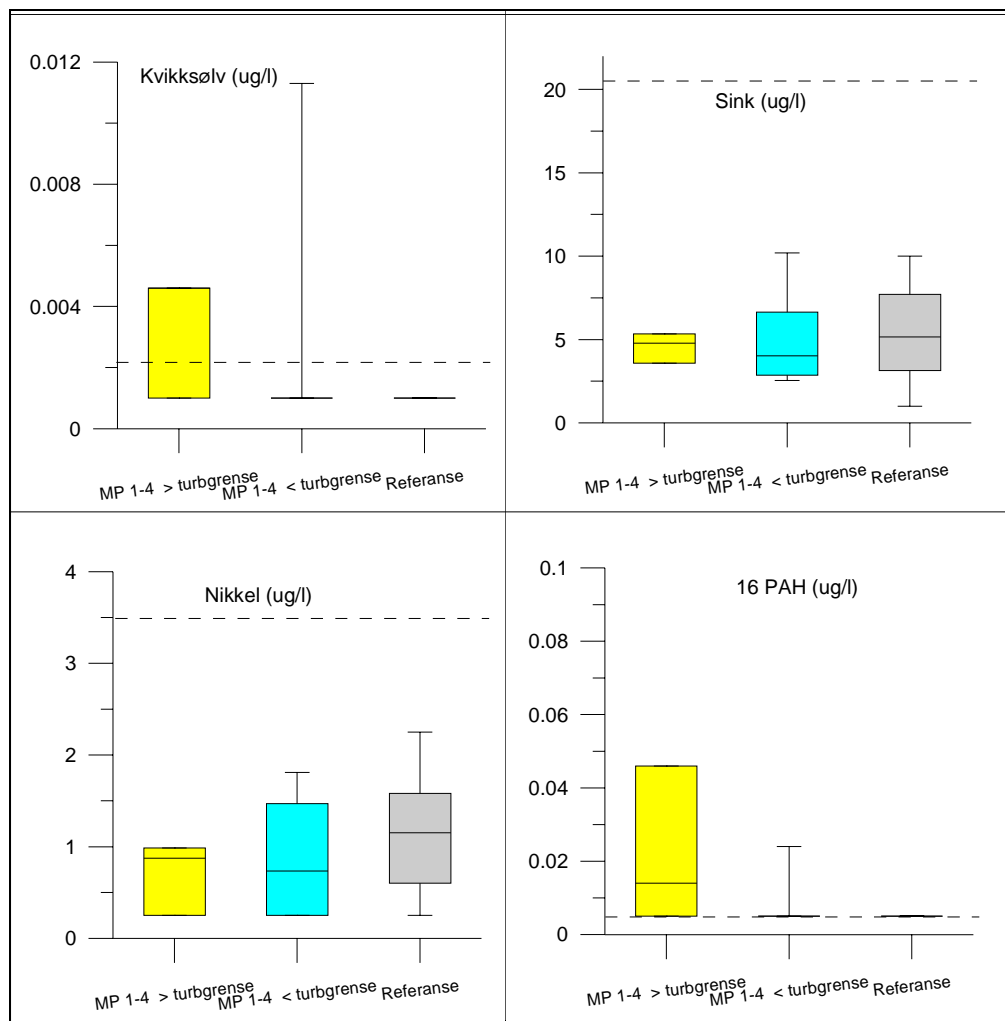 Kvikksølv (ug/l)
0.012
0.008
0.004
0
MP 1-4 > turbgrense
MP 1-4 < turbgrense
Referanse
Sink (ug/l)
20
15
10
5
0
MP 1-4 > turbgrense
MP 1-4 < turbgrense
Referanse
Nikkel (ug/l)
4
3
2
1
0
MP 1-4 > turbgrense
MP 1-4 < turbgrense
Referanse
16 PAH (ug/l)
0.1
0.08
0.06
0.04
0.02
0
MP 1-4 > turbgrense
MP 1-4 < turbgrense
Referanse